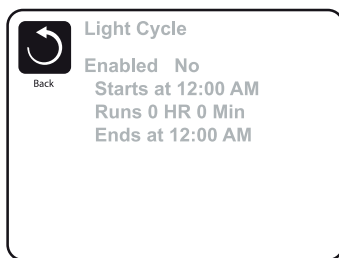 Light Cycle
Enabled No
Back
Starts at 12:00 AM
Runs 0 HR 0 Min
Ends at 12:00 AM